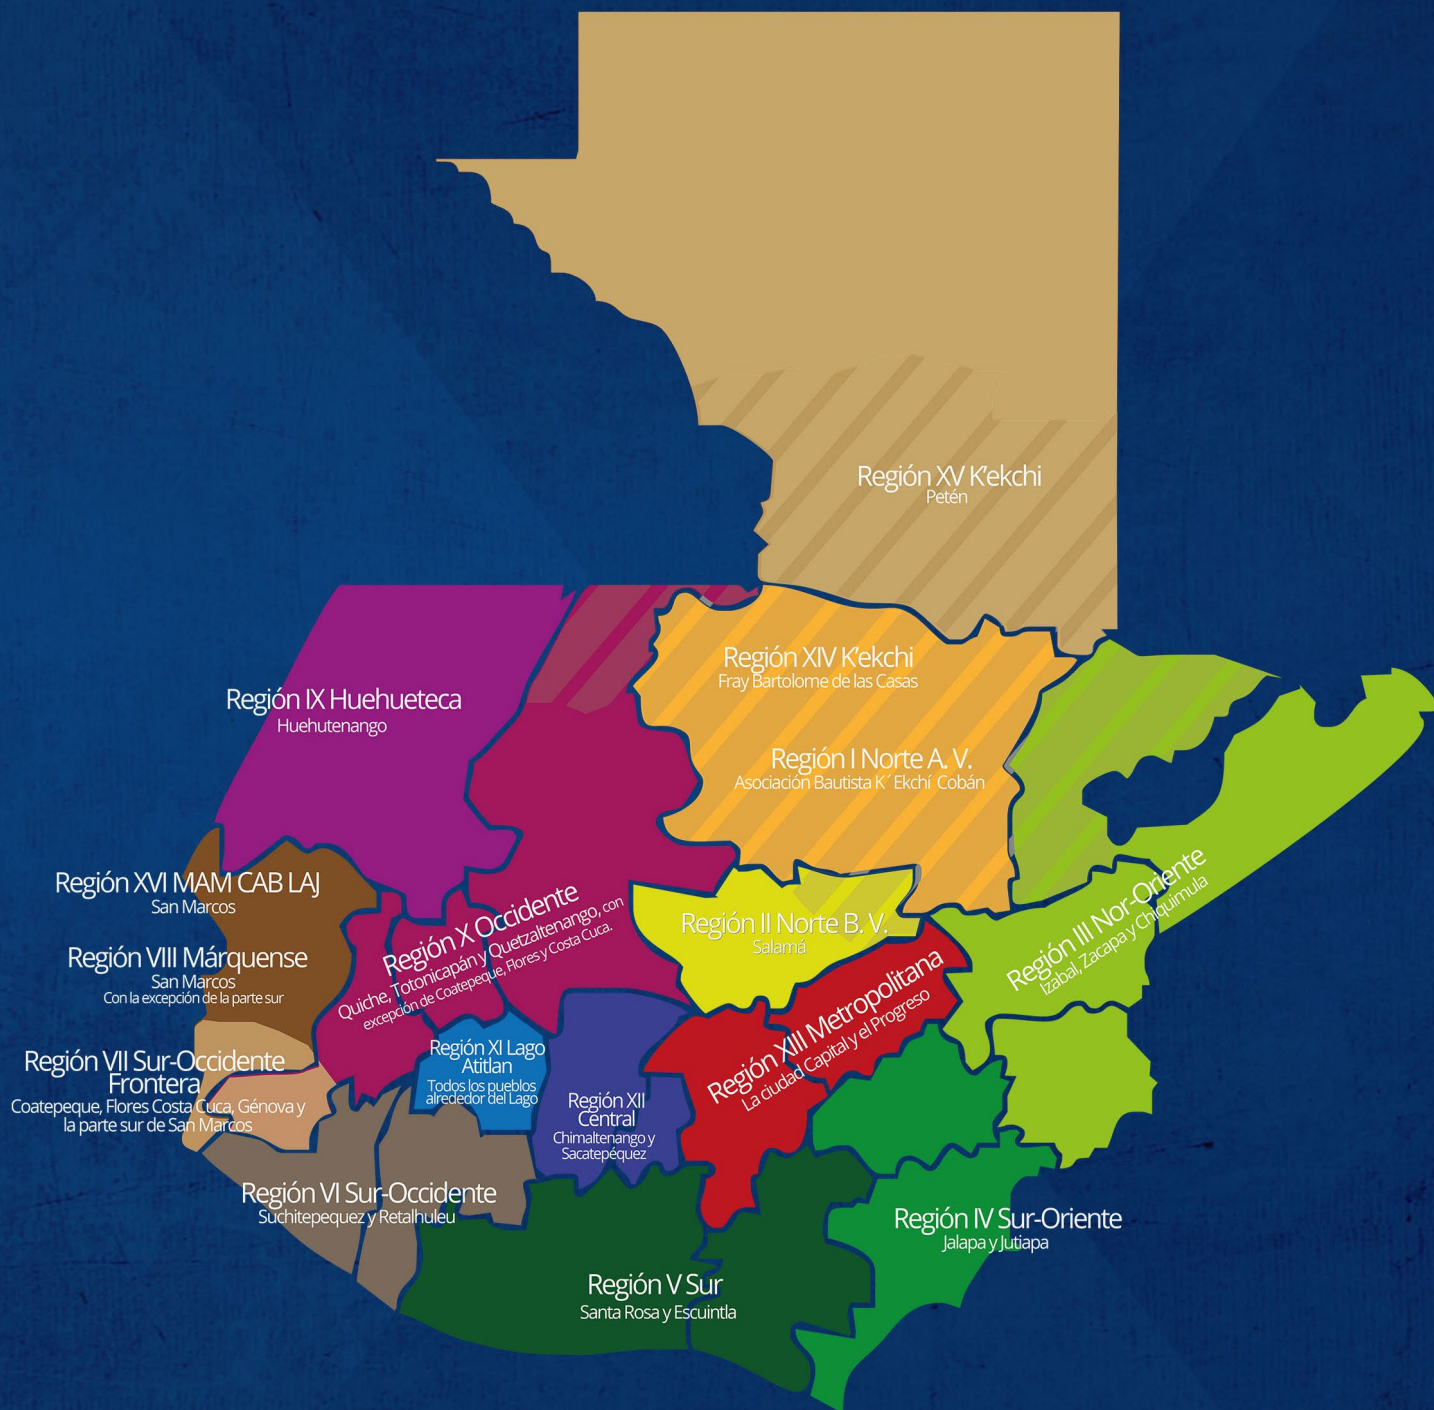 Región XV K'ekchi
Petén
Región XIV K'ekchi
Fray Bartolome de las Casas
Región IX Huehueteca
Huehutenango
Región I Norte A. V.
Asociación Bautista K´Ekchí Cobán
Región XVI MAM CAB LAJ
San Marcos
Región X Occidente
Quiche, Totonicapán y Quetzaltenango, con
excepción de Coatepeque, Flores y Costa Cuca.
Región II Norte B. V.
Salamá
Región III Nor-Oriente
Izabal, Zacapa y Chiquimula
Región VIII Márquense
San Marcos
Con la excepción de la parte sur
Región XIII Metropolitana
La ciudad Capital y el Progreso
Región VII Sur-Occidente
Frontera
Coatepeque, Flores Costa Cuca, Génova y
la parte sur de San Marcos
Región XI Lago
Atitlan
Todos los pueblos
alrededor del Lago
Región XII
Central
Chimaltenango y
Sacatepéquez
Región VI Sur-Occidente
Suchitepequez y Retalhuleu
Región IV Sur-Oriente
Jalapa y Jutiapa
Región V Sur
Santa Rosa y Escuintla